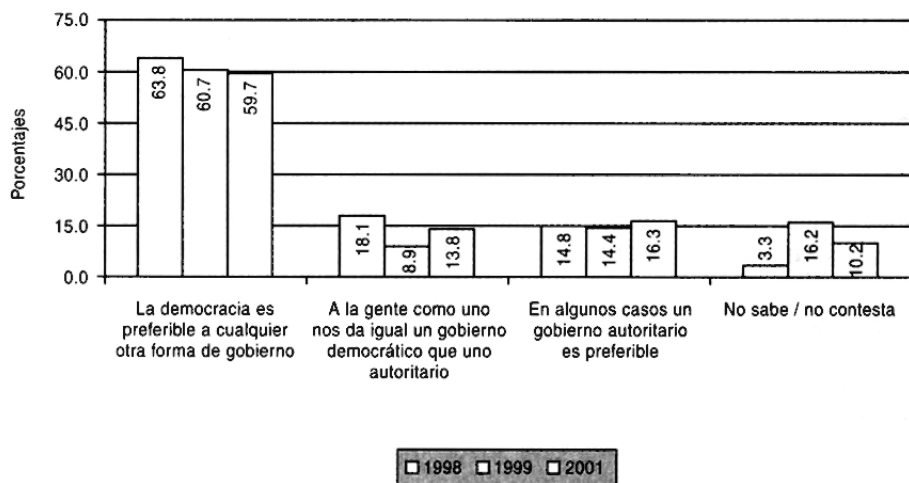 Porcentajes
75.0
60.0
45.0
30.0
15.0
0.0
63.8
60.7
59.7
18.1
8.9
13.8
14.8
14.4
16.3
3.3
16.2
10.2
La democracia es
preferible a cualquier
otra forma de gobierno
A la gente como uno
nos da igual un gobierno
democrático que uno
autoritario
En algunos casos un
gobierno autoritario
es preferible
No sabe / no contesta
1998 1999 2001